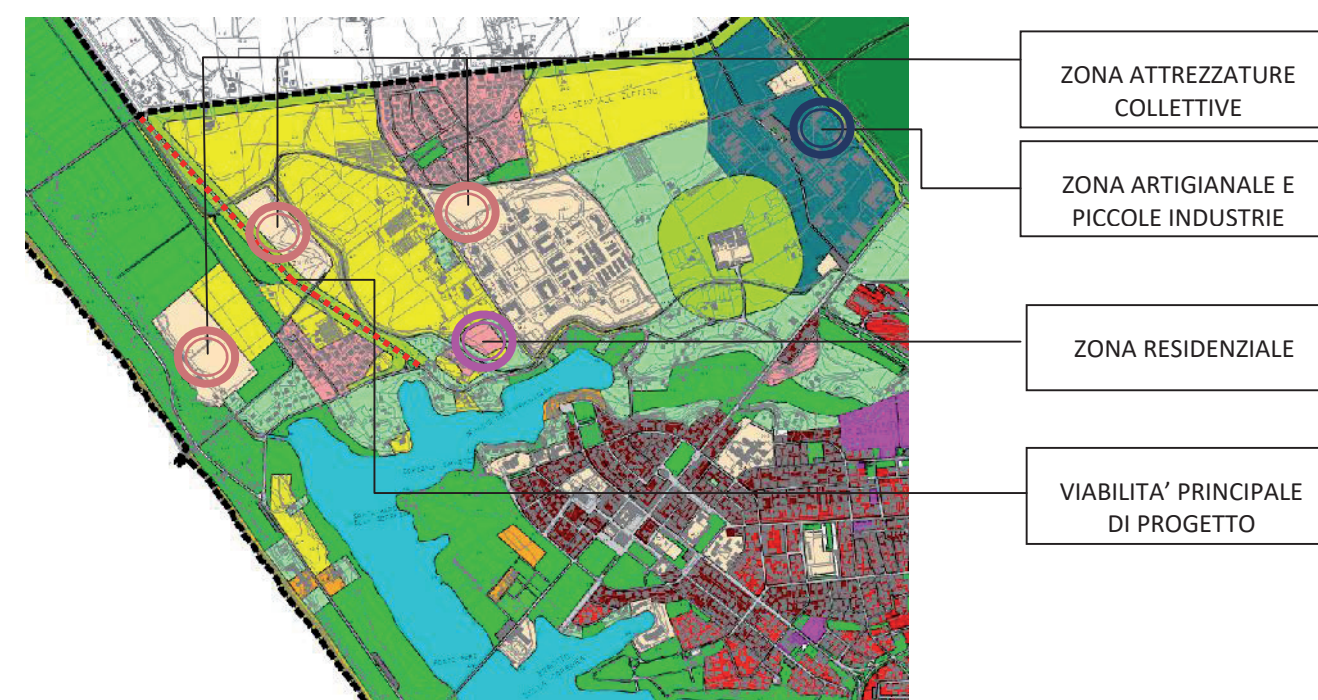 ZONA ATTREZZATURE
COLLETTIVE
ZONA ARTIGIANALE E
PICCOLE INDUSTRIE
ZONA RESIDENZIALE
VIABILITA’ PRINCIPALE
DI PROGETTO